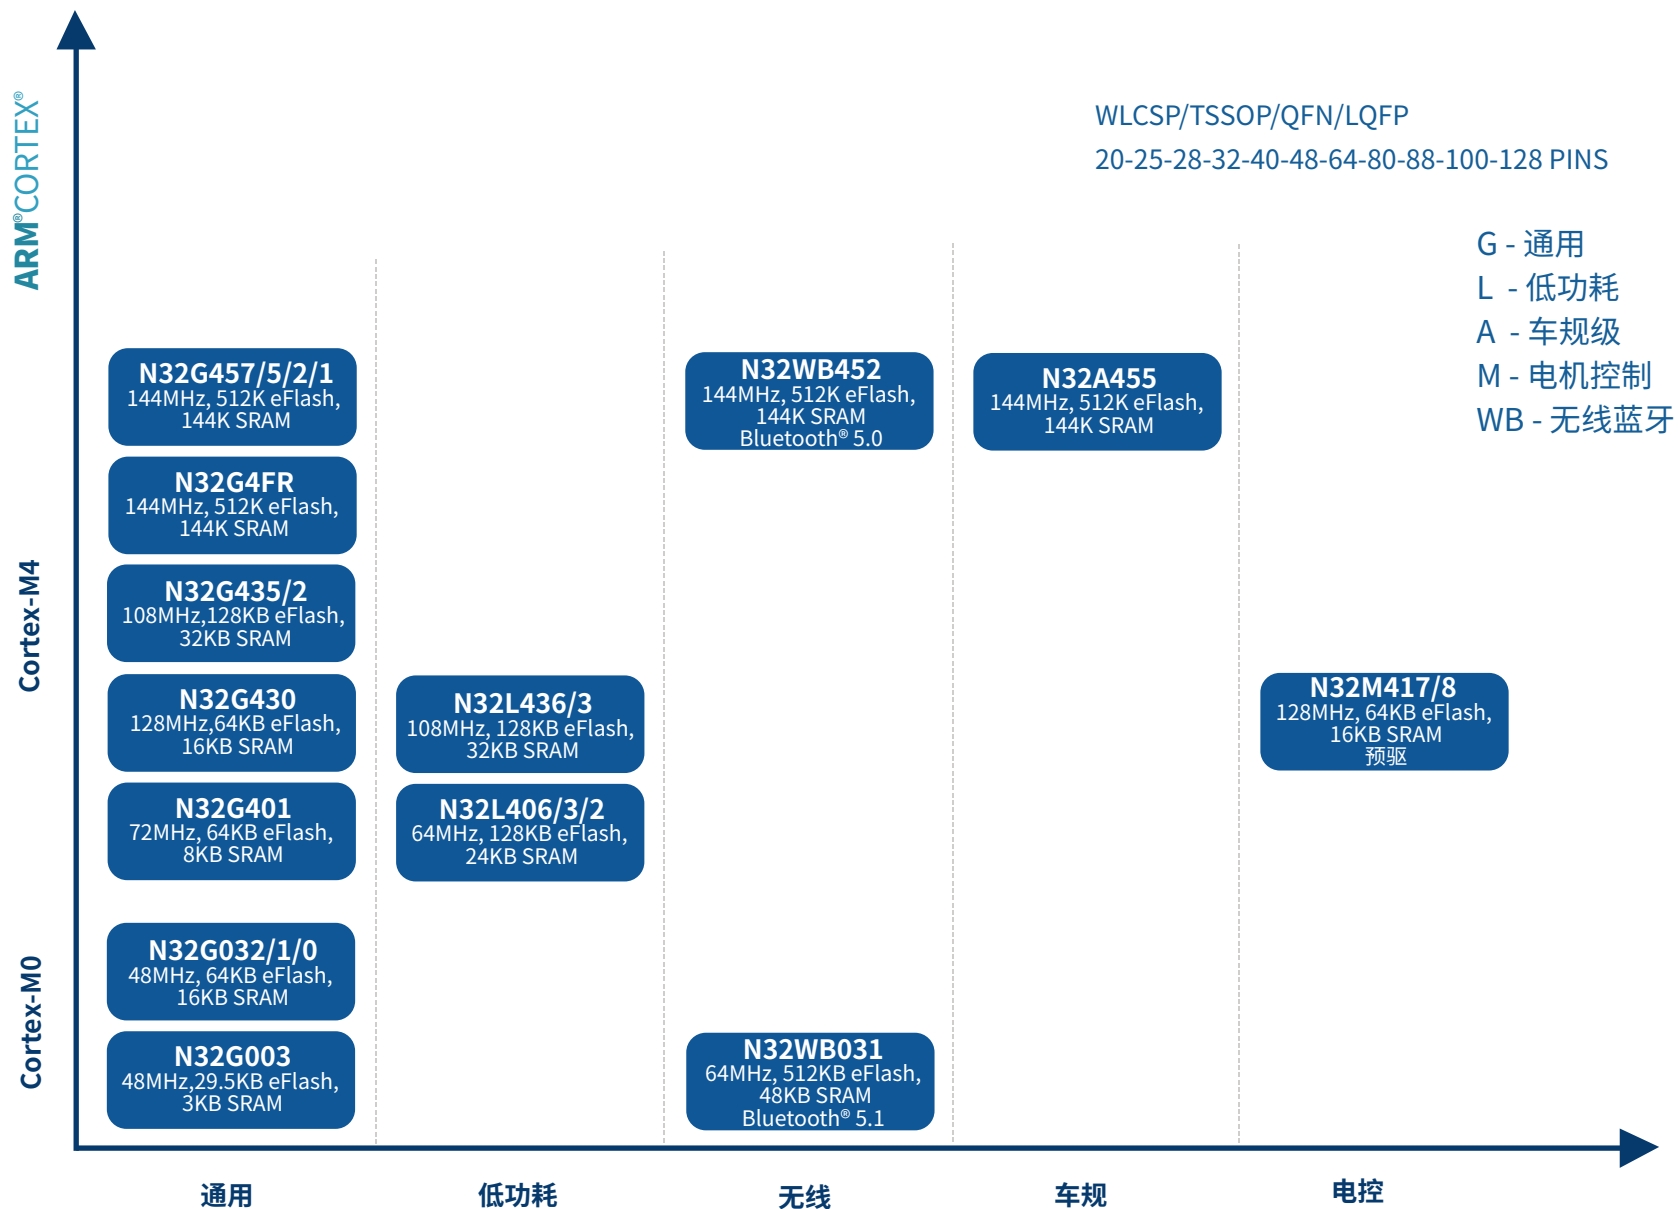 WLCSP/TSSOP/QFN/LQFP
20-25-28-32-40-48-64-80-88-100-128 PINS
G - 通用
L - 低功耗
A - 车规级
M - 电机控制
WB - 无线蓝牙
ARM®CORTEX®
Cortex-M4
Cortex-M0
N32G457/5/2/1
144MHz, 512K eFlash,
144K SRAM
N32G4FR
144MHz, 512K eFlash,
144K SRAM
N32G435/2
108MHz,128KB eFlash,
32KB SRAM
N32G430
128MHz,64KB eFlash,
16KB SRAM
N32G401
72MHz, 64KB eFlash,
8KB SRAM
N32G032/1/0
48MHz, 64KB eFlash,
16KB SRAM
N32G003
48MHz,29.5KB eFlash,
3KB SRAM
N32L436/3
108MHz, 128KB eFlash,
32KB SRAM
N32L406/3/2
64MHz, 128KB eFlash,
24KB SRAM
N32WB452
144MHz, 512K eFlash,
144K SRAM
Bluetooth® 5.0
N32WB031
64MHz, 512KB eFlash,
48KB SRAM
Bluetooth® 5.1
N32A455
144MHz, 512K eFlash,
144K SRAM
N32M417/8
128MHz, 64KB eFlash,
16KB SRAM
预驱
通用
低功耗
无线
车规
电控